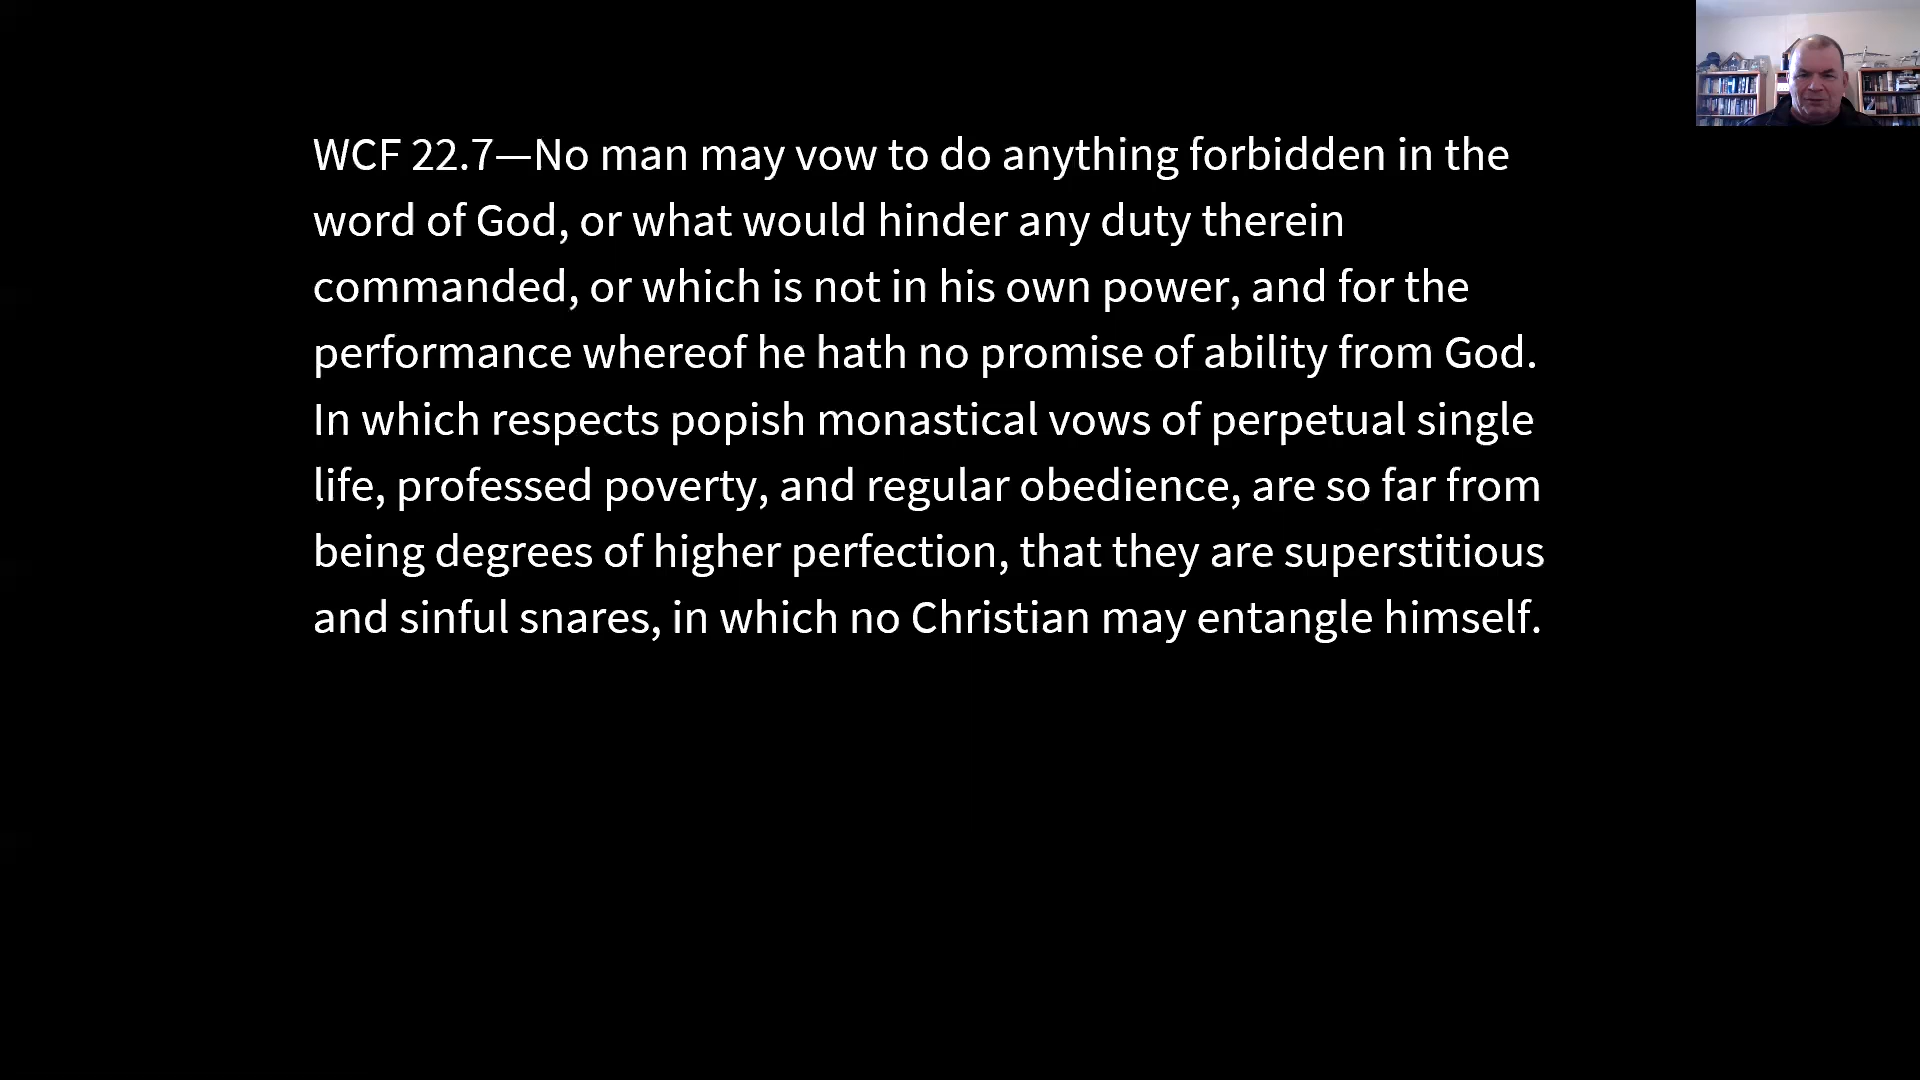 WCF 22.7—No man may vow to do anything forbidden in the
word of God, or what would hinder any duty therein
commanded, or which is not in his own power, and for the
performance whereof he hath no promise of ability from God.
In which respects popish monastical vows of perpetual single
life, professed poverty, and regular obedience, are so far from
being degrees of higher perfection, that they are superstitious
and sinful snares, in which no Christian may entangle himself.